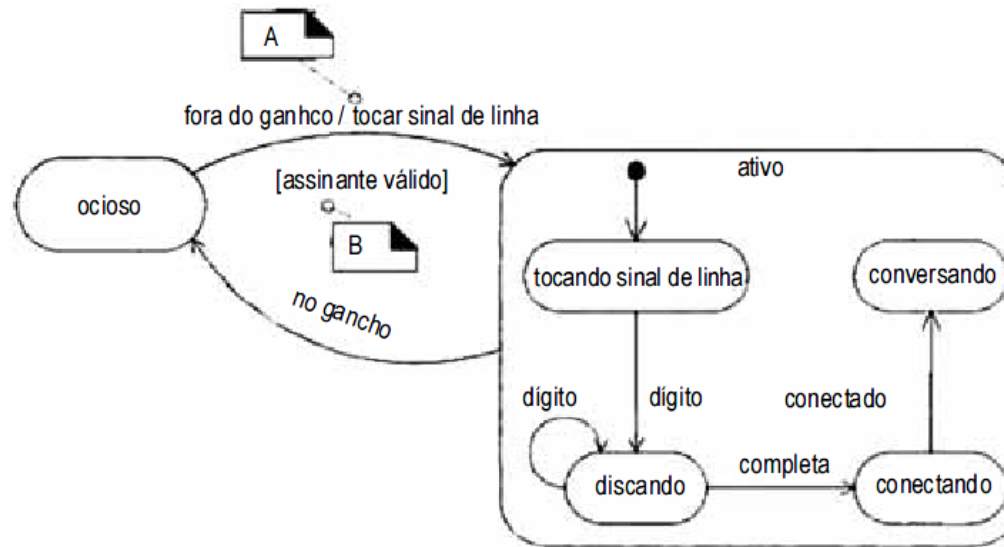 A
fora do ganhco / tocar sinal de linha
[assinante válido]
ativo
ocioso
B
tocando sinal de linha
conversando
no gancho
dígito
dígito
conectado
completa
discando
conectando